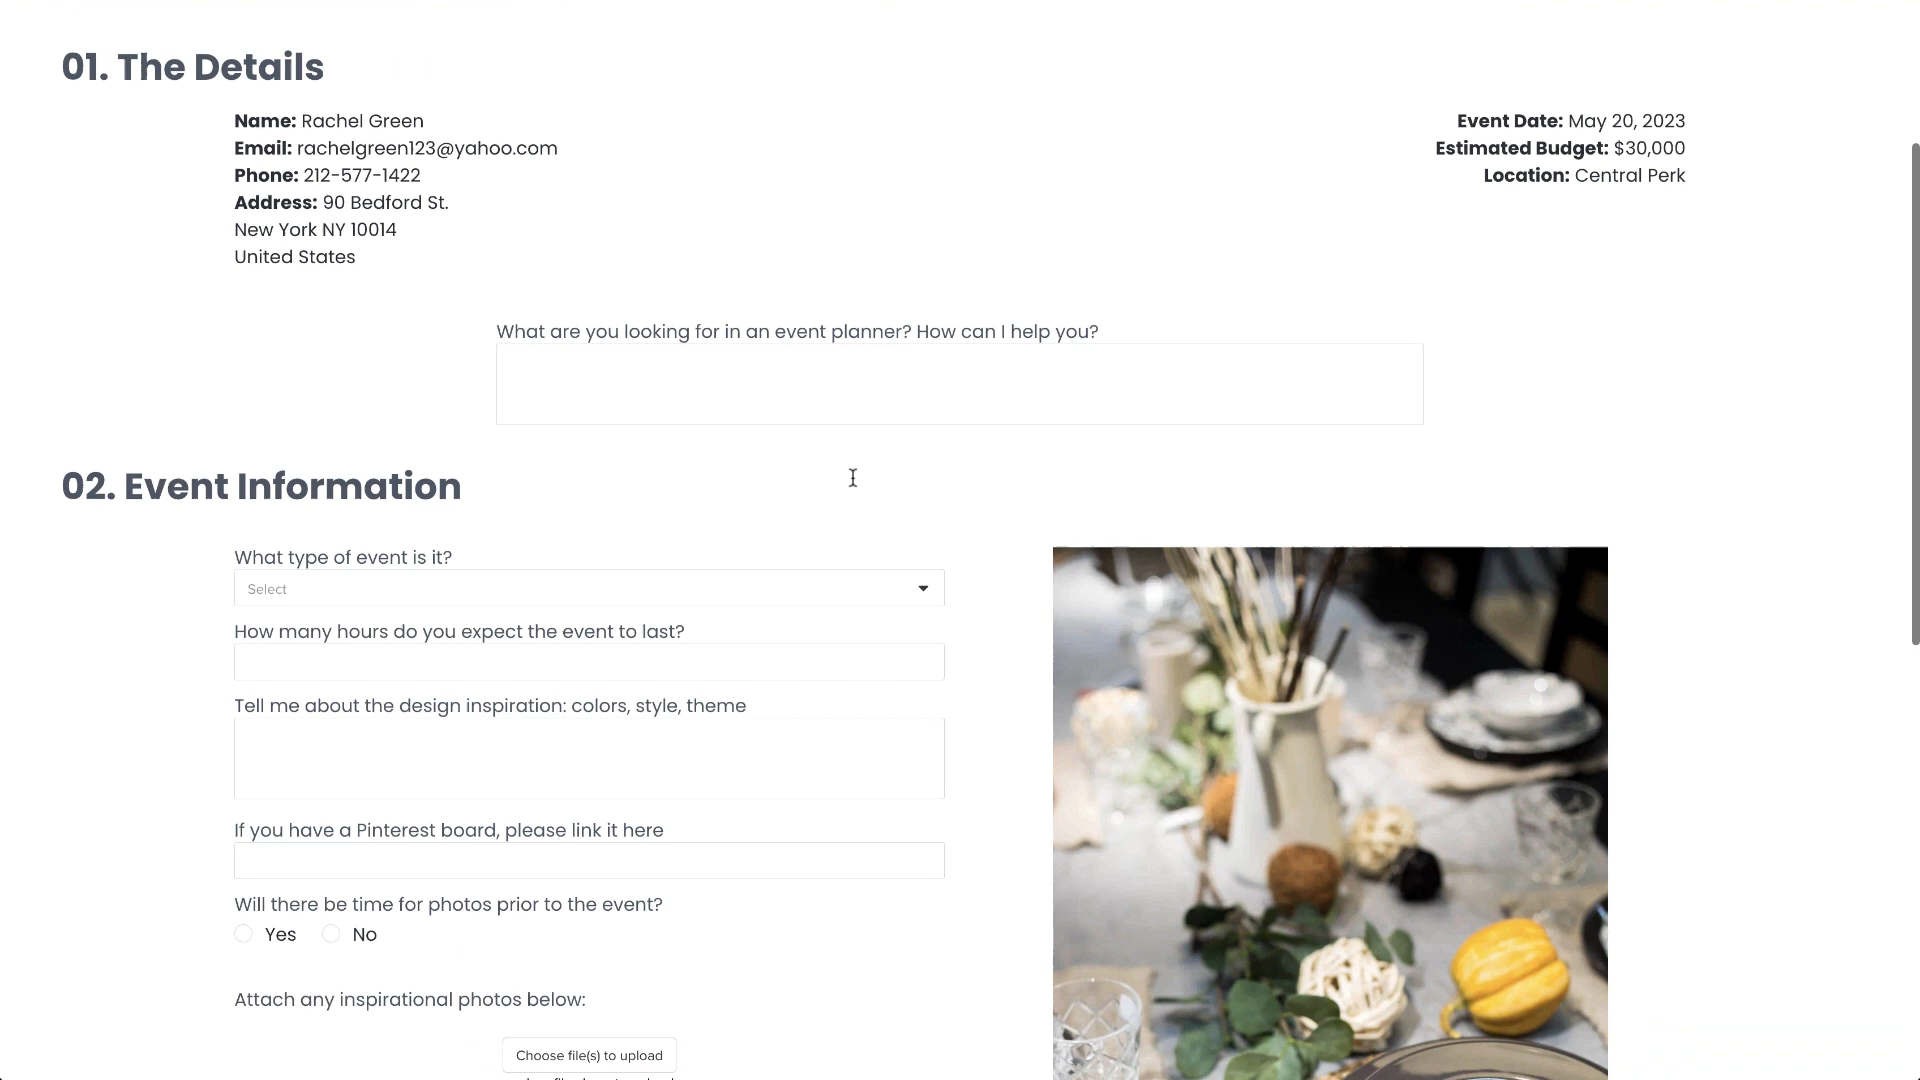 01. The Details
Name: Rachel Green
Email: rachelgreen123@yahoo.com
Phone: 212-577-1422
Address: 90 Bedford St.
New York NY 10014
United States
Event Date: May 20, 2023
Estimated Budget: $30,000
Location: Central Perk
What are you looking for in an event planner? How can I help you?
02. Event Information
What type of event is it?
Select
How many hours do you expect the event to last?
Tell me about the design inspiration: colors, style, theme
If you have a Pinterest board, please link it here
Will there be time for photos prior to the event?
Yes No
Attach any inspirational photos below:
Choose file(s) to upload